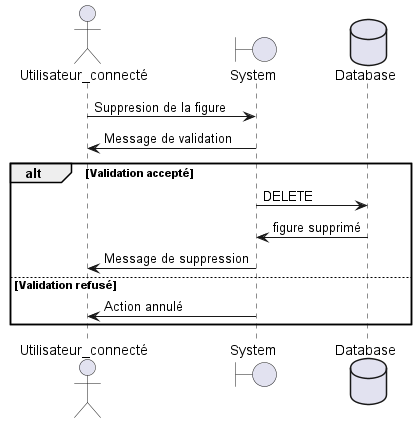 Utilisateur_connecté
System
Database
Suppresion de la figure
Message de validation
alt
[Validation accepté]
DELETE
figure supprimé
Message de suppression
[Validation refusé]
Action annulé
Utilisateur_connecté
System
Database